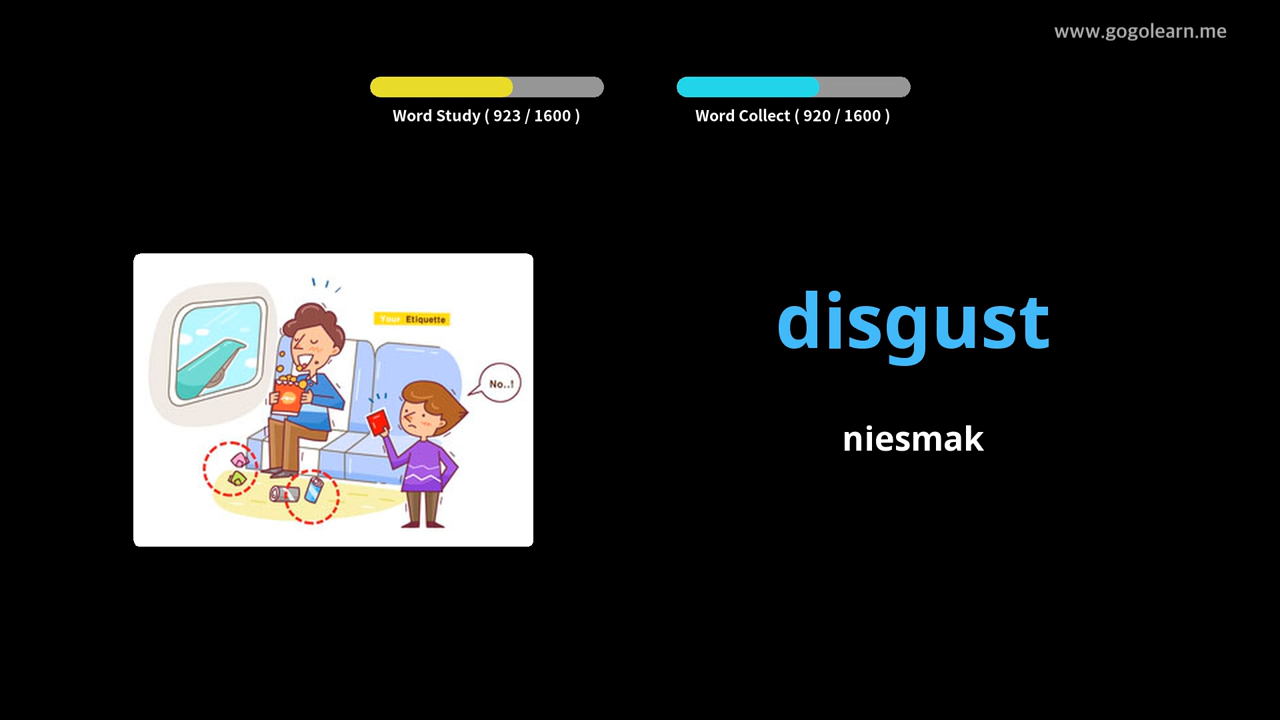 www.gogolearn.me
Word Study ( 923 / 1600 )
Word Collect ( 920 / 1600 )
Your Etiquette
No..!
disgust
niesmak